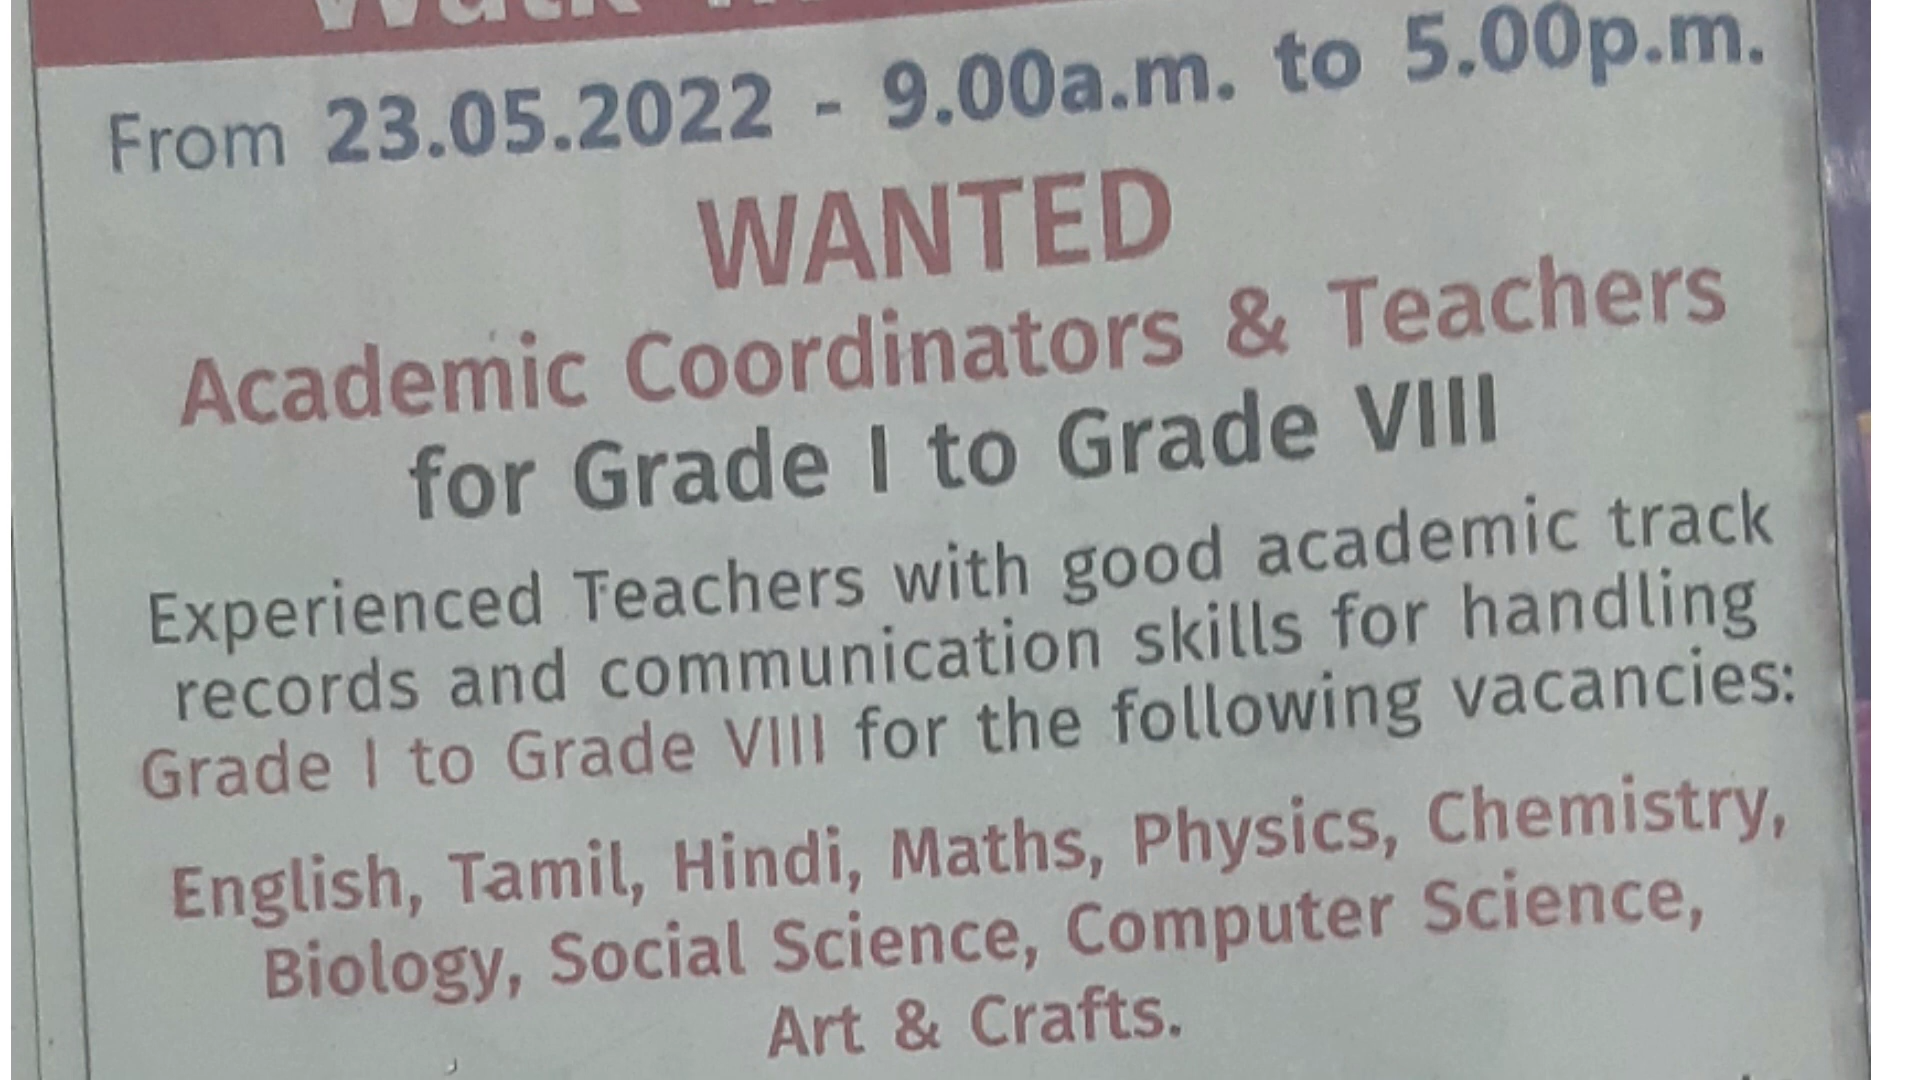 Walk
From 23.05.2022 - 9.00a.m. to 5.00p.m.
WANTED
Academic Coordinators & Teachers
for Grade I to Grade VIII
Experienced Teachers with good academic track
records and communication skills for handling
Grade I to Grade VIII for the following vacancies:
English, Tamil, Hindi, Maths, Physics, Chemistry,
Biology, Social Science, Computer Science,
Art & Crafts.